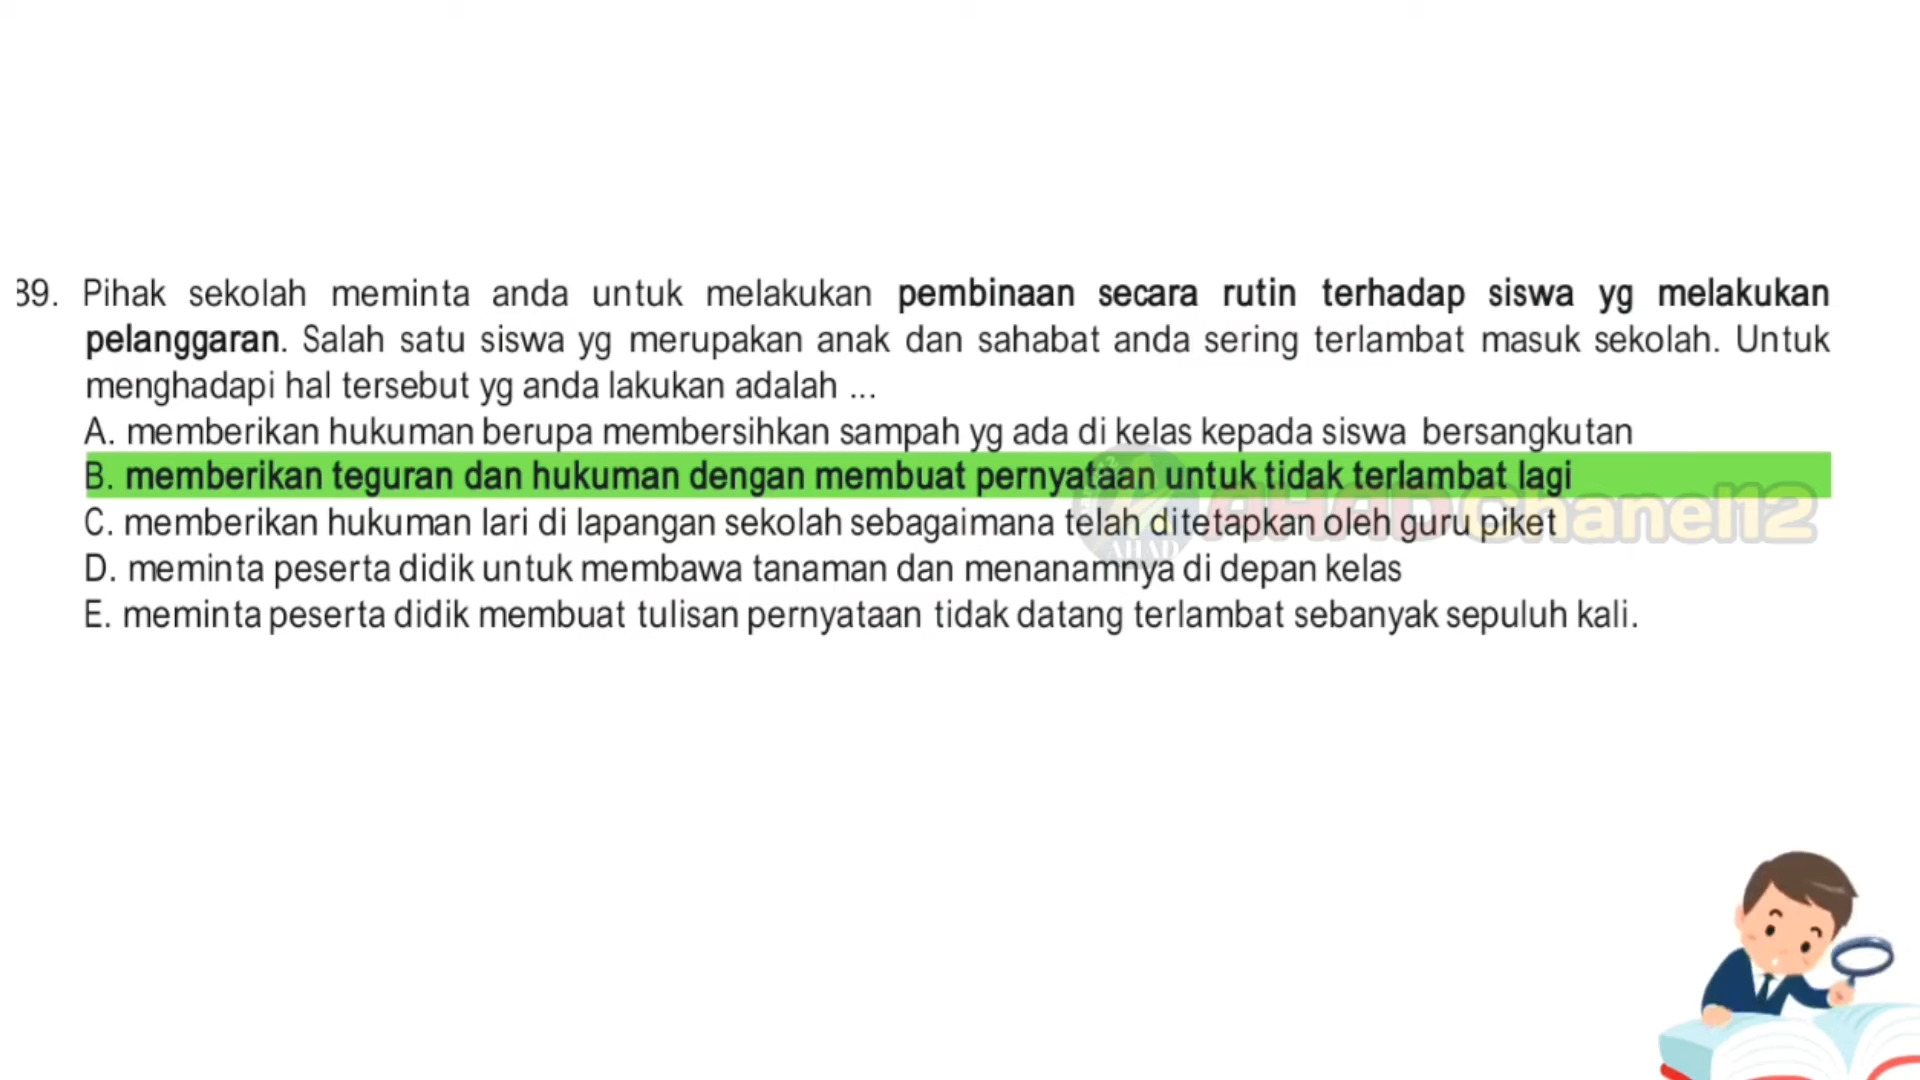 39. Pihak sekolah meminta anda untuk melakukan pembinaan secara rutin terhadap siswa yg melakukan
pelanggaran. Salah satu siswa yg merupakan anak dan sahabat anda sering terlambat masuk sekolah. Untuk
menghadapi hal tersebut yg anda lakukan adalah ...
A. memberikan hukuman berupa membersihkan sampah yg ada di kelas kepada siswa bersangkutan
B. memberikan teguran dan hukuman dengan membuat pernyataan untuk tidak terlambat lagi
C. memberikan hukuman lari di lapangan sekolah sebagaimana telah ditetapkan oleh guru piket
AHAD Chanel12
AHAD
D. meminta peserta didik untuk membawa tanaman dan menanamnya di depan kelas
E. meminta peserta didik membuat tulisan pernyataan tidak datang terlambat sebanyak sepuluh kali.